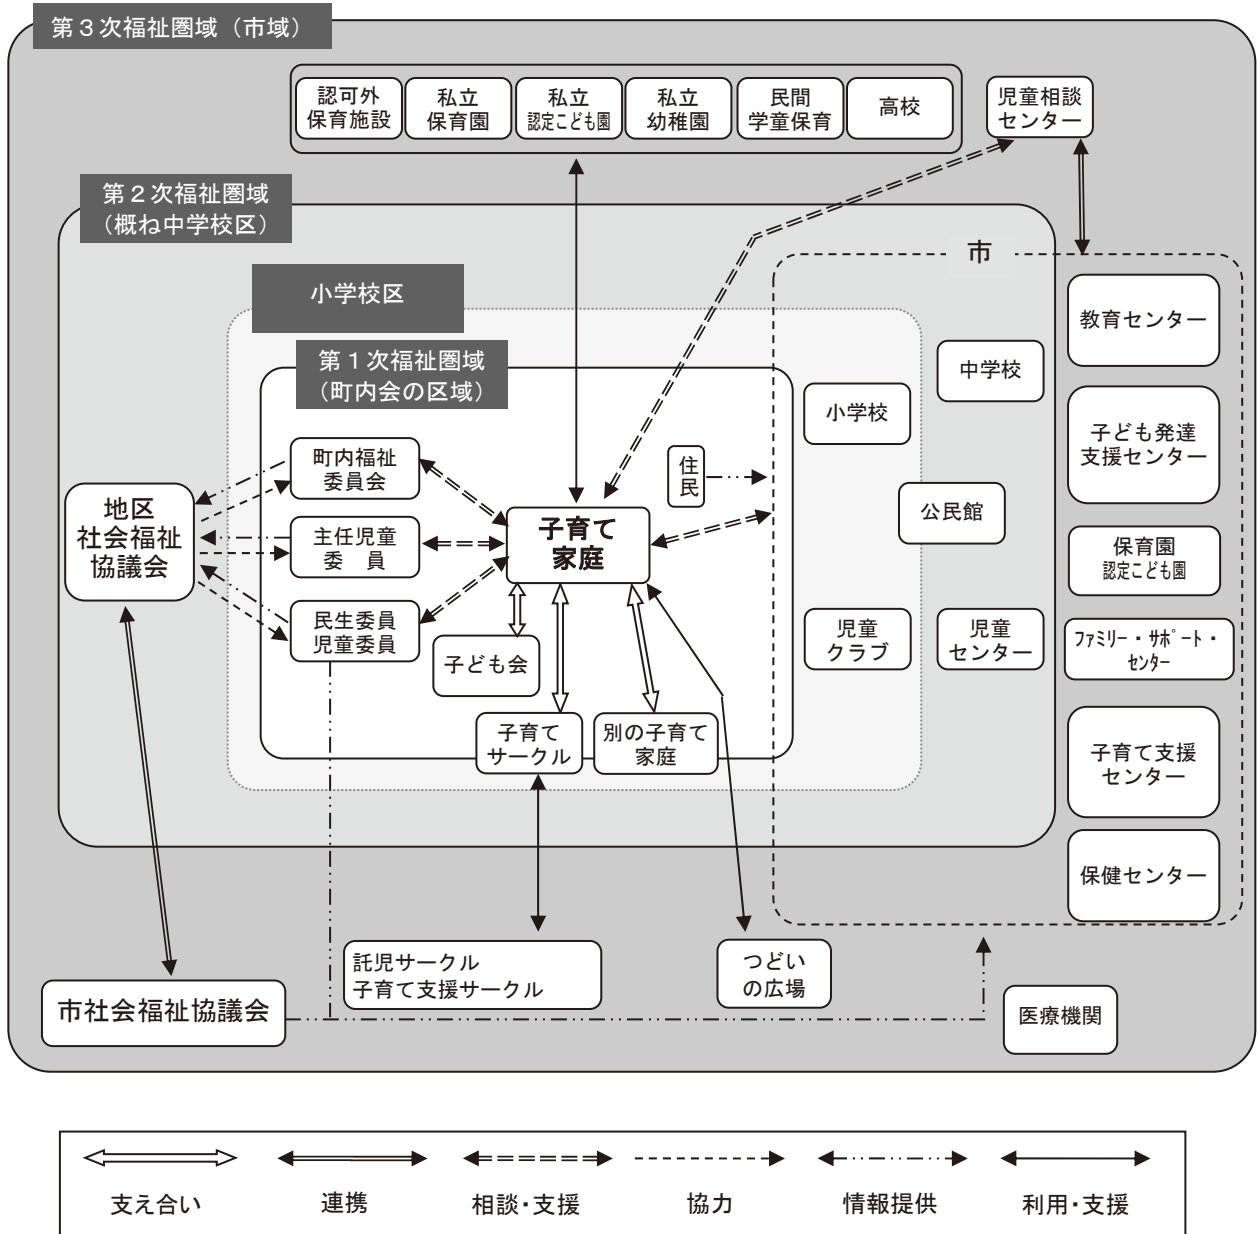 第３次福祉圏域（市域）
認可外
保育施設
私立
保育園
私立
認定こども園
私立
幼稚園
民間
学童保育
高校
児童相談
センター
第２次福祉圏域
（概ね中学校区）
市
小学校区
教育センター
第１次福祉圏域
（町内会の区域）
中学校
小学校
子ども発達
支援センター
町内福祉
委員会
住
民
地区
社会福祉
協議会
主任児童
委　員
子育て
家庭
公民館
保育園
認定こども園
民生委員
児童委員
子ども会
児童
クラブ
児童
センター
ﾌｧﾐﾘｰ・ｻﾎﾟｰﾄ・
ｾﾝﾀｰ
子育て
サークル
別の子育て
家庭
子育て支援
センター
保健センター
託児サークル
子育て支援サークル
つどい
の広場
市社会福祉協議会
医療機関
支え合い
連携
相談・支援
協力
情報提供
利用・支援